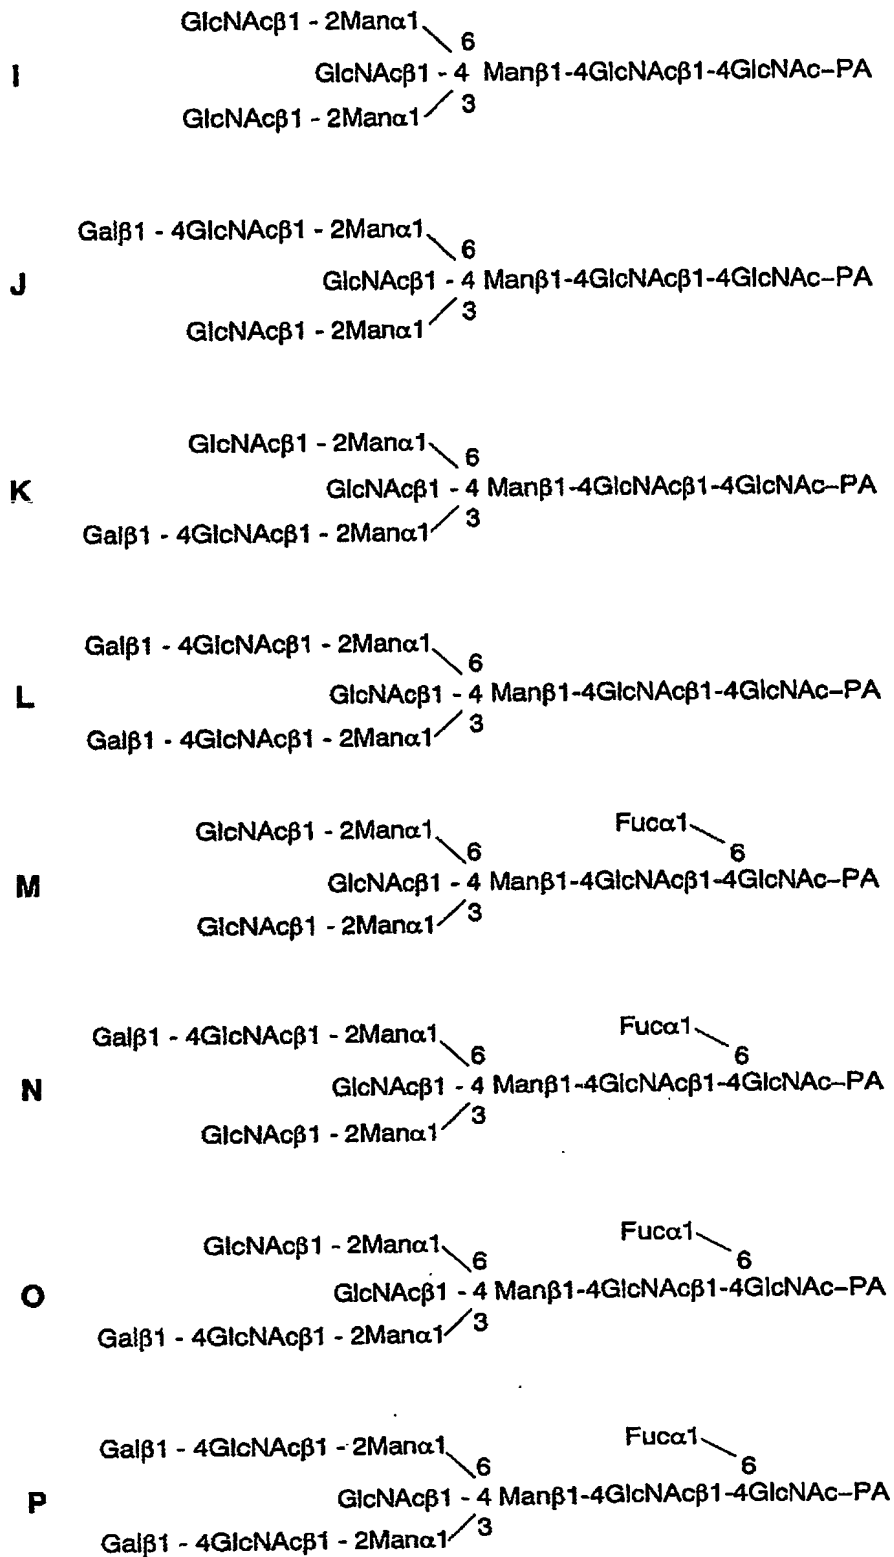 GlcNAcβ1 - 2Manα1
6
I GlcNAcβ1 - 4 Manβ1-4GlcNAcβ1-4GlcNAc–PA
3
GlcNAcβ1 - 2Manα1
Galβ1 - 4GlcNAcβ1 - 2Manα1
6
J GlcNAcβ1 - 4 Manβ1-4GlcNAcβ1-4GlcNAc–PA
3
GlcNAcβ1 - 2Manα1
GlcNAcβ1 - 2Manα1
6
K GlcNAcβ1 - 4 Manβ1-4GlcNAcβ1-4GlcNAc–PA
3
Galβ1 - 4GlcNAcβ1 - 2Manα1
Galβ1 - 4GlcNAcβ1 - 2Manα1
6
L GlcNAcβ1 - 4 Manβ1-4GlcNAcβ1-4GlcNAc–PA
3
Galβ1 - 4GlcNAcβ1 - 2Manα1
GlcNAcβ1 - 2Manα1 Fucα1
6 6
M GlcNAcβ1 - 4 Manβ1-4GlcNAcβ1-4GlcNAc–PA
3
GlcNAcβ1 - 2Manα1
Galβ1 - 4GlcNAcβ1 - 2Manα1 Fucα1
6 6
N GlcNAcβ1 - 4 Manβ1-4GlcNAcβ1-4GlcNAc–PA
3
GlcNAcβ1 - 2Manα1
GlcNAcβ1 - 2Manα1 Fucα1
6 6
O GlcNAcβ1 - 4 Manβ1-4GlcNAcβ1-4GlcNAc–PA
3
Galβ1 - 4GlcNAcβ1 - 2Manα1
Galβ1 - 4GlcNAcβ1 - 2Manα1 Fucα1
6 6
P GlcNAcβ1 - 4 Manβ1-4GlcNAcβ1-4GlcNAc–PA
3
Galβ1 - 4GlcNAcβ1 - 2Manα1